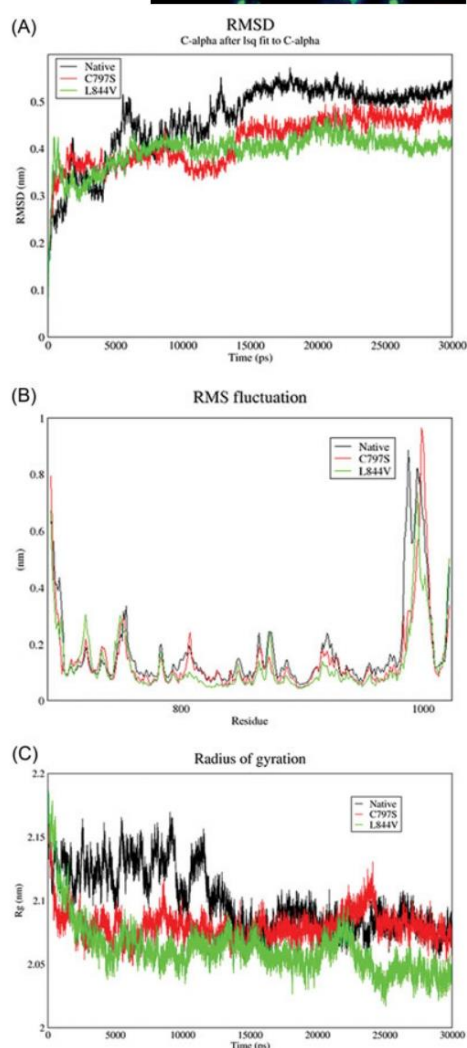 (A)
RMSD
C-alpha after lsq fit to C-alpha
Native
C797S
L844V
0.5
0.4
0.3
0.2
0.1
0
RMSD (nm)
0 5000 10000 15000 20000 25000 30000
Time (ps)
(B)
RMS fluctuation
Native
C797S
L844V
1
0.8
0.6
0.4
0.2
0
(nm)
800 1000
Residue
(C)
Radius of gyration
Native
C797S
L844V
2.2
2.15
2.1
2.05
2
Rg (nm)
0 5000 10000 15000 20000 25000 30000
Time (ps)